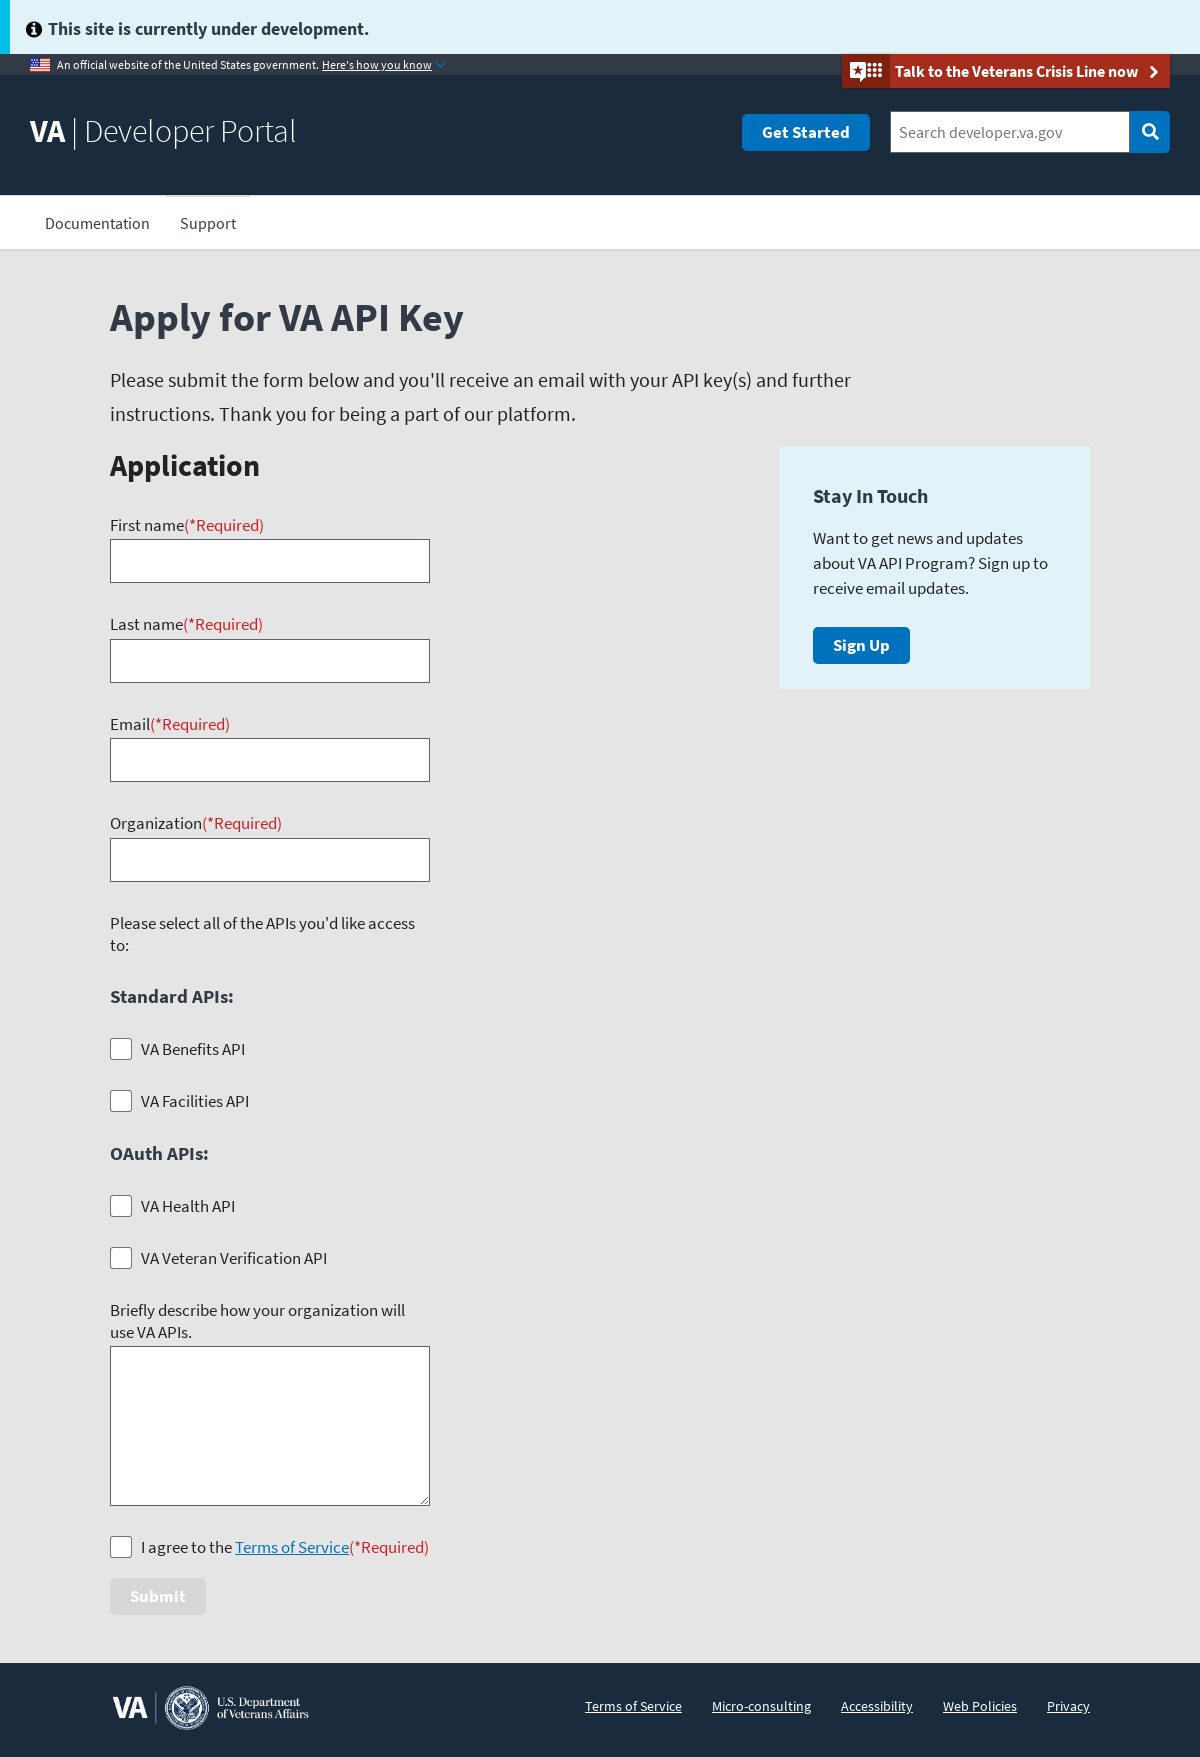 This site is currently under development.
An official website of the United States government. Here's how you know
Talk to the Veterans Crisis Line now
VA | Developer Portal
Get Started
Search developer.va.gov
Documentation
Support
Apply for VA API Key
Please submit the form below and you'll receive an email with your API key(s) and further
instructions. Thank you for being a part of our platform.
Application
First name(*Required)
Last name(*Required)
Email(*Required)
Organization(*Required)
Please select all of the APIs you'd like access
to:
Standard APIs:
VA Benefits API
VA Facilities API
OAuth APIs:
VA Health API
VA Veteran Verification API
Briefly describe how your organization will
use VA APIs.
I agree to the Terms of Service(*Required)
Submit
Stay In Touch
Want to get news and updates
about VA API Program? Sign up to
receive email updates.
Sign Up
VA
U.S. Department
of Veterans Affairs
Terms of Service
Micro-consulting
Accessibility
Web Policies
Privacy